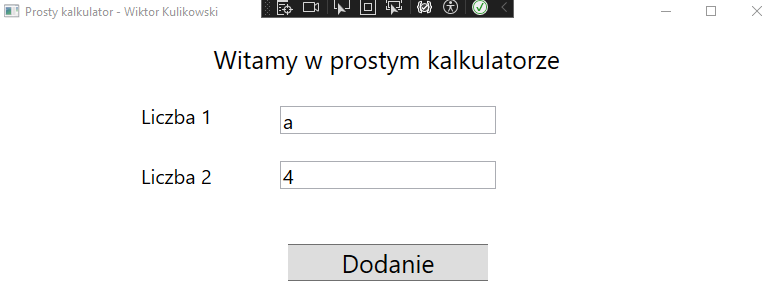 Prosty kalkulator - Wiktor Kulikowski
Witamy w prostym kalkulatorze
Liczba 1
a
Liczba 2
4
Dodanie